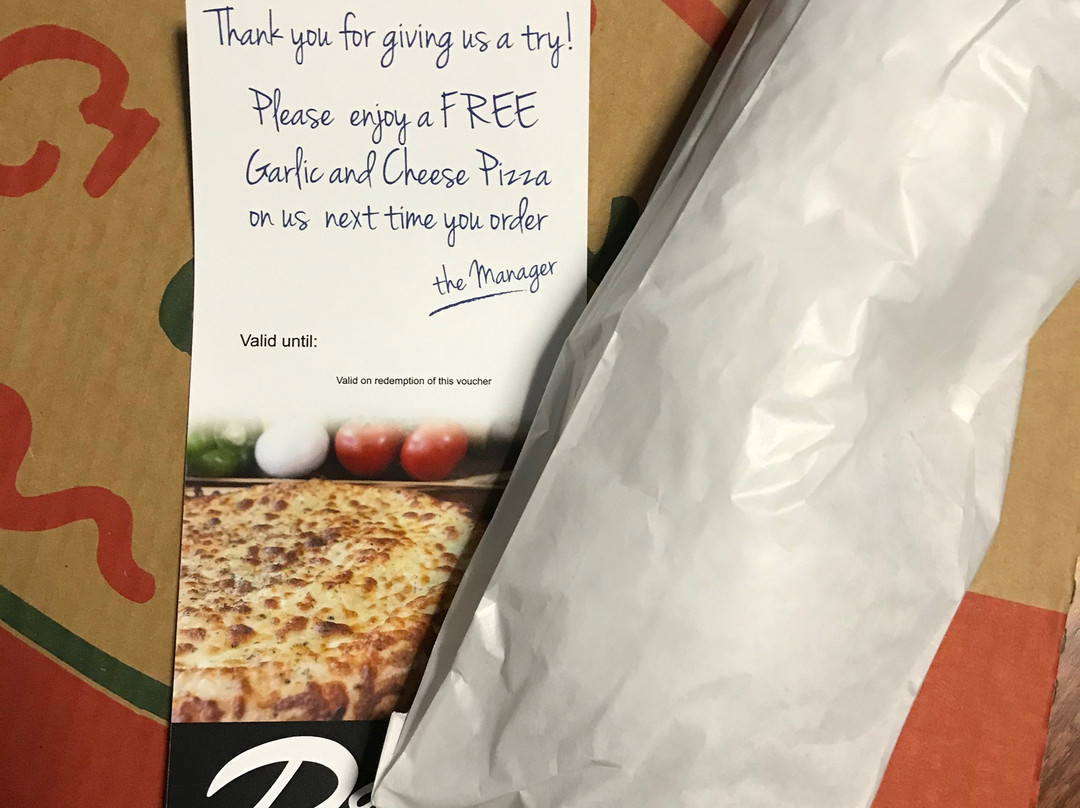 Thank you for giving us a try!
Please enjoy a FREE
Garlic and Cheese Pizza
on us next time you order
the Manager
Valid until:
Valid on redemption of this voucher